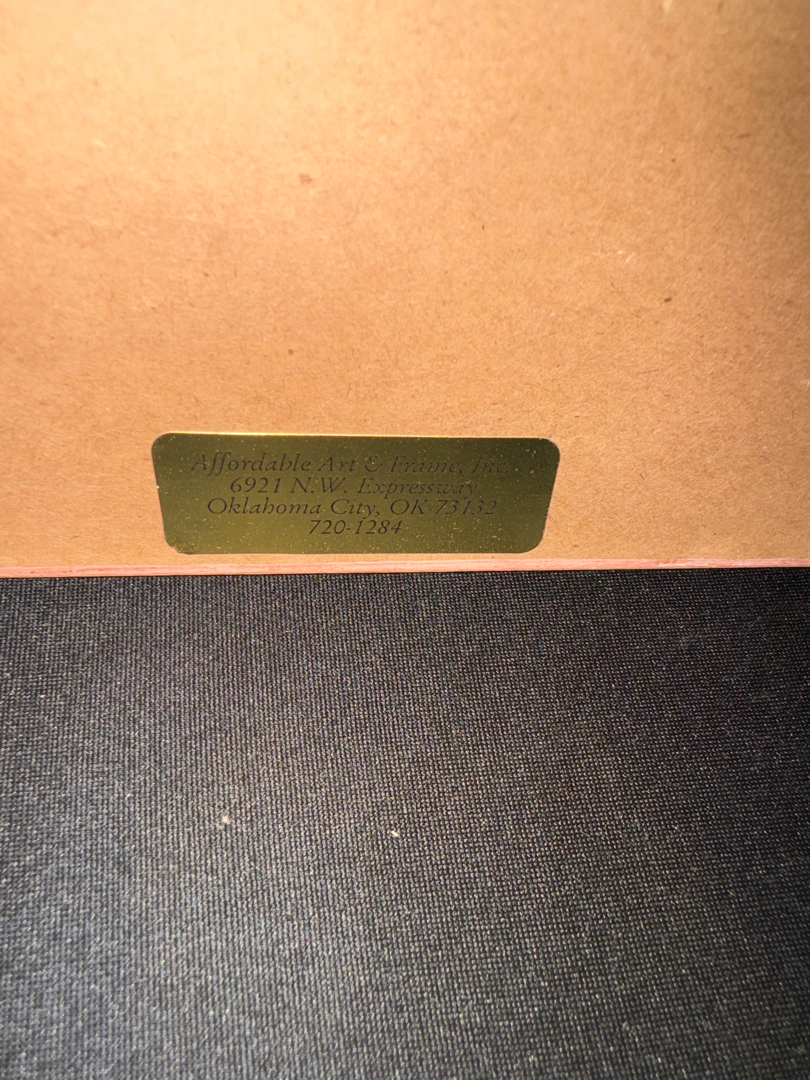 Affordable Art & Frame, Inc.
6921 N.W. Expressway
Oklahoma City, OK 73132
720-1284